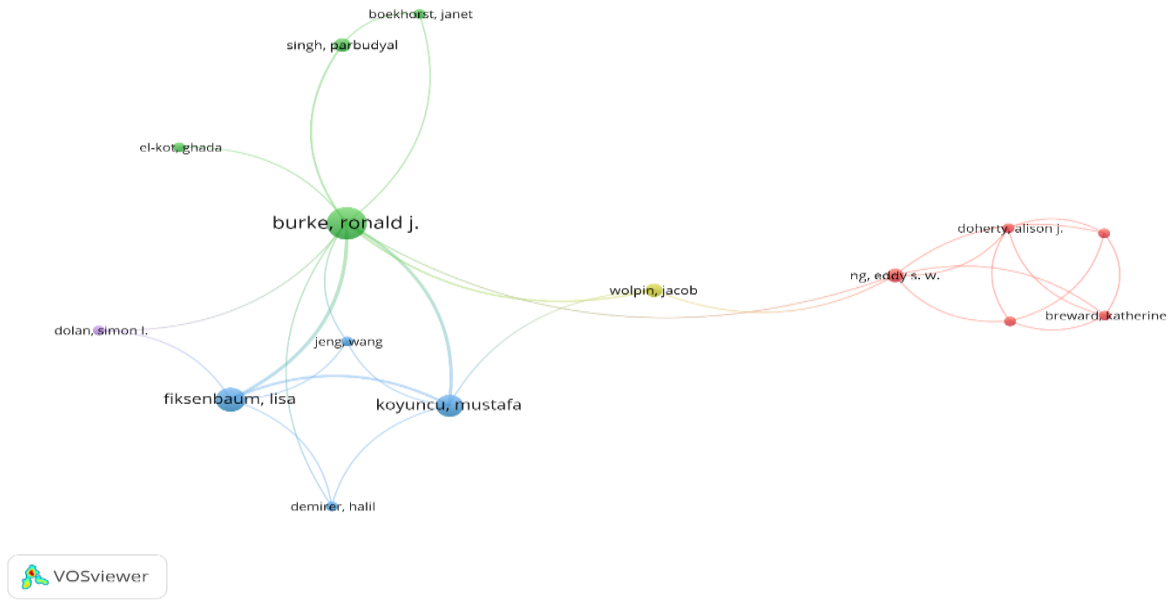 boekhorst, janet
singh, parbudyal
el-kot, ghada
burke, ronald j.
doherty, alison j.
ng, eddy s. w.
wolpin, jacob
breward, katherine
dolan, simon l.
jeng, wang
fiksenbaum, lisa
koyuncu, mustafa
demirer, halil
VOSviewer